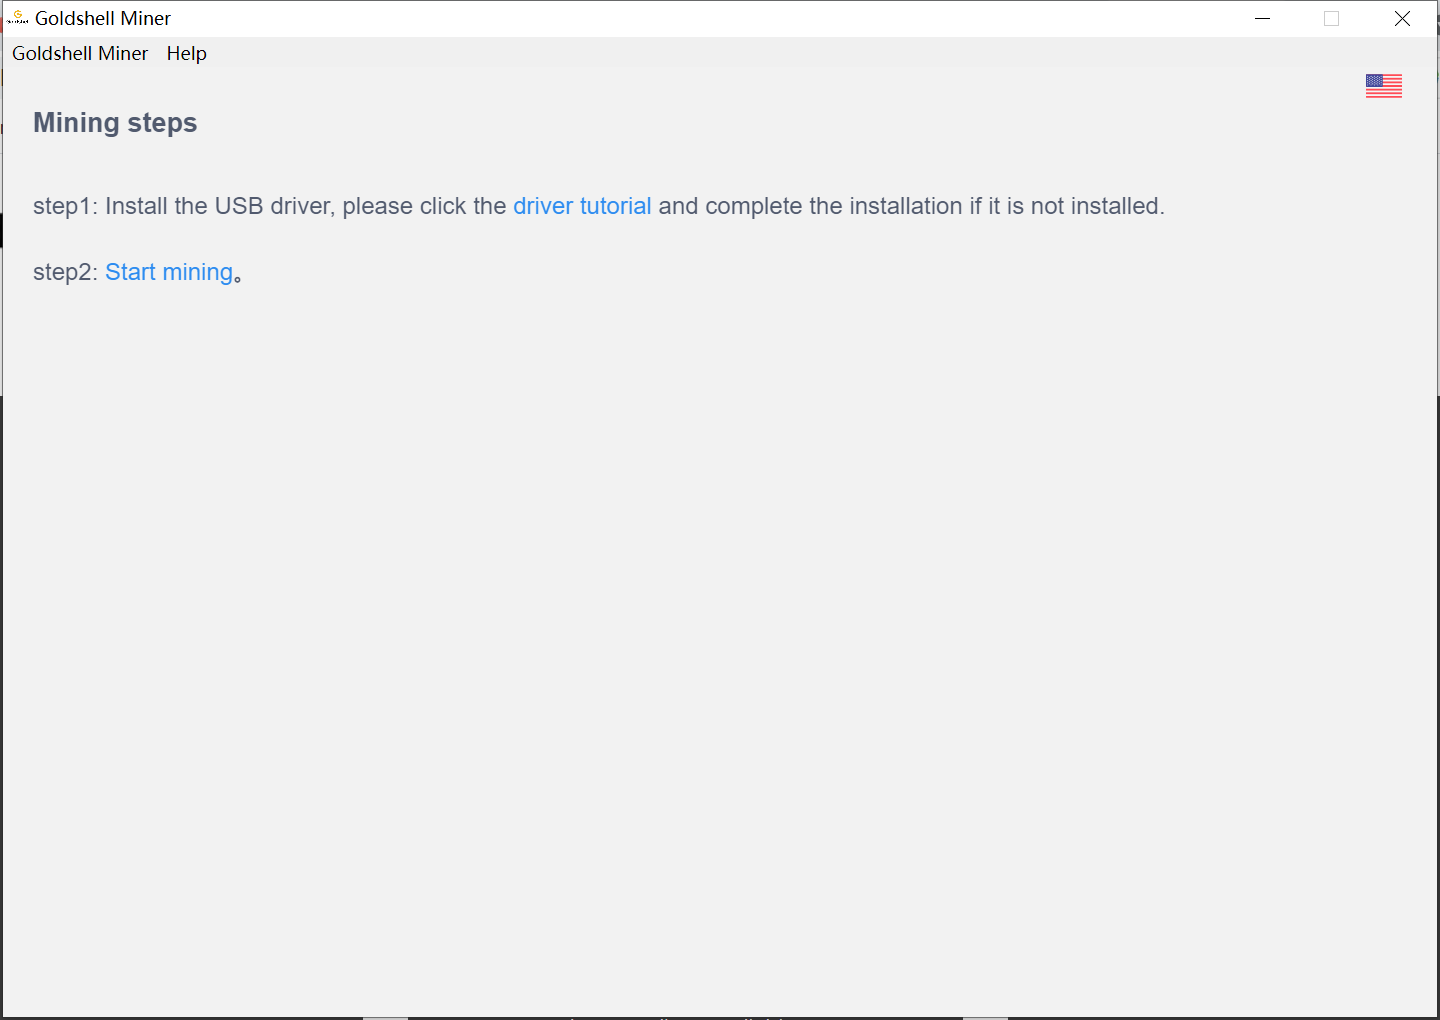 Goldshell Miner
Goldshell Miner Help
Mining steps
step1: Install the USB driver, please click the driver tutorial and complete the installation if it is not installed.
step2: Start mining。